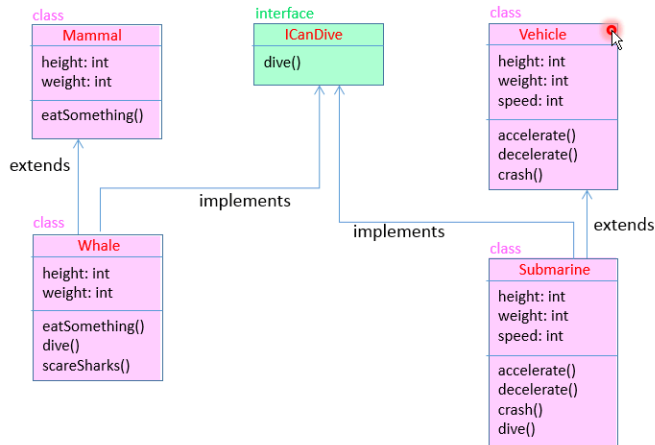 class
Mammal
height: int
weight: int
eatSomething()
interface
ICanDive
dive()
class
Vehicle
height: int
weight: int
speed: int
accelerate()
decelerate()
crash()
extends
implements
implements
extends
class
Whale
height: int
weight: int
eatSomething()
dive()
scareSharks()
class
Submarine
height: int
weight: int
speed: int
accelerate()
decelerate()
crash()
dive()